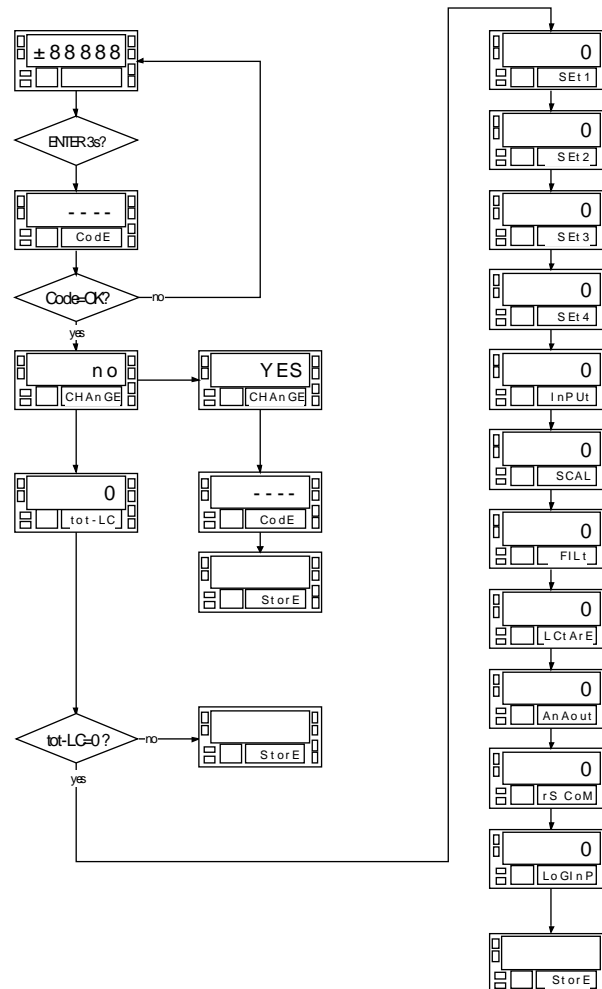 ±88888
ENTER 3s?
- - - -
CodE
Code=OK?
no
yes
no
CHAnGE
YES
CHAnGE
0
tot-LC
- - - -
CodE
StorE
tot-LC=0?
no
StorE
yes
0
SEt1
0
SEt2
0
SEt3
0
SEt4
0
InPUt
0
SCAL
0
FILt
0
LCtArE
0
AnAout
0
rS CoM
0
LoGInP
StorE